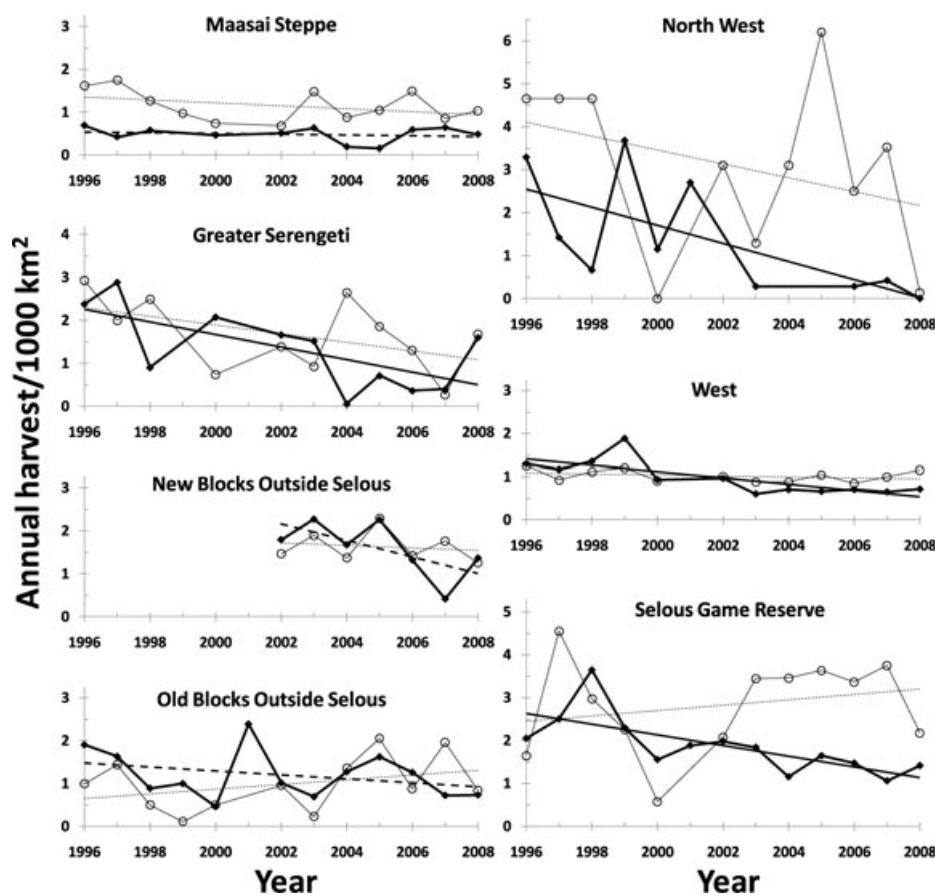 Annual harvest/1000 km²
Maasai Steppe
3
2
1
0
1996 1998 2000 2002 2004 2006 2008
Greater Serengeti
4
3
2
1
0
1996 1998 2000 2002 2004 2006 2008
New Blocks Outside Selous
3
2
1
0
1996 1998 2000 2002 2004 2006 2008
Old Blocks Outside Selous
3
2
1
0
1996 1998 2000 2002 2004 2006 2008
Year
North West
6
5
4
3
2
1
0
1996 1998 2000 2002 2004 2006 2008
West
3
2
1
0
1996 1998 2000 2002 2004 2006 2008
Selous Game Reserve
5
4
3
2
1
0
1996 1998 2000 2002 2004 2006 2008
Year